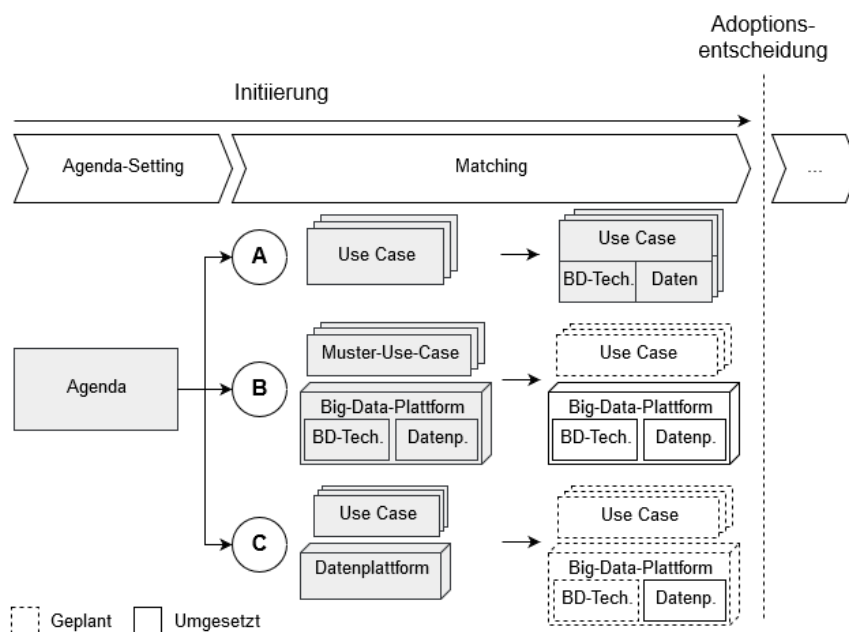 Adoptions-
entscheidung
Initiierung
Agenda-Setting
Matching
...
A
Use Case
Use Case
BD-Tech.
Daten
Agenda
B
Muster-Use-Case
Big-Data-Plattform
BD-Tech.
Datenp.
Use Case
Big-Data-Plattform
BD-Tech.
Datenp.
C
Use Case
Datenplattform
Use Case
Big-Data-Plattform
BD-Tech.
Datenp.
Geplant
Umgesetzt